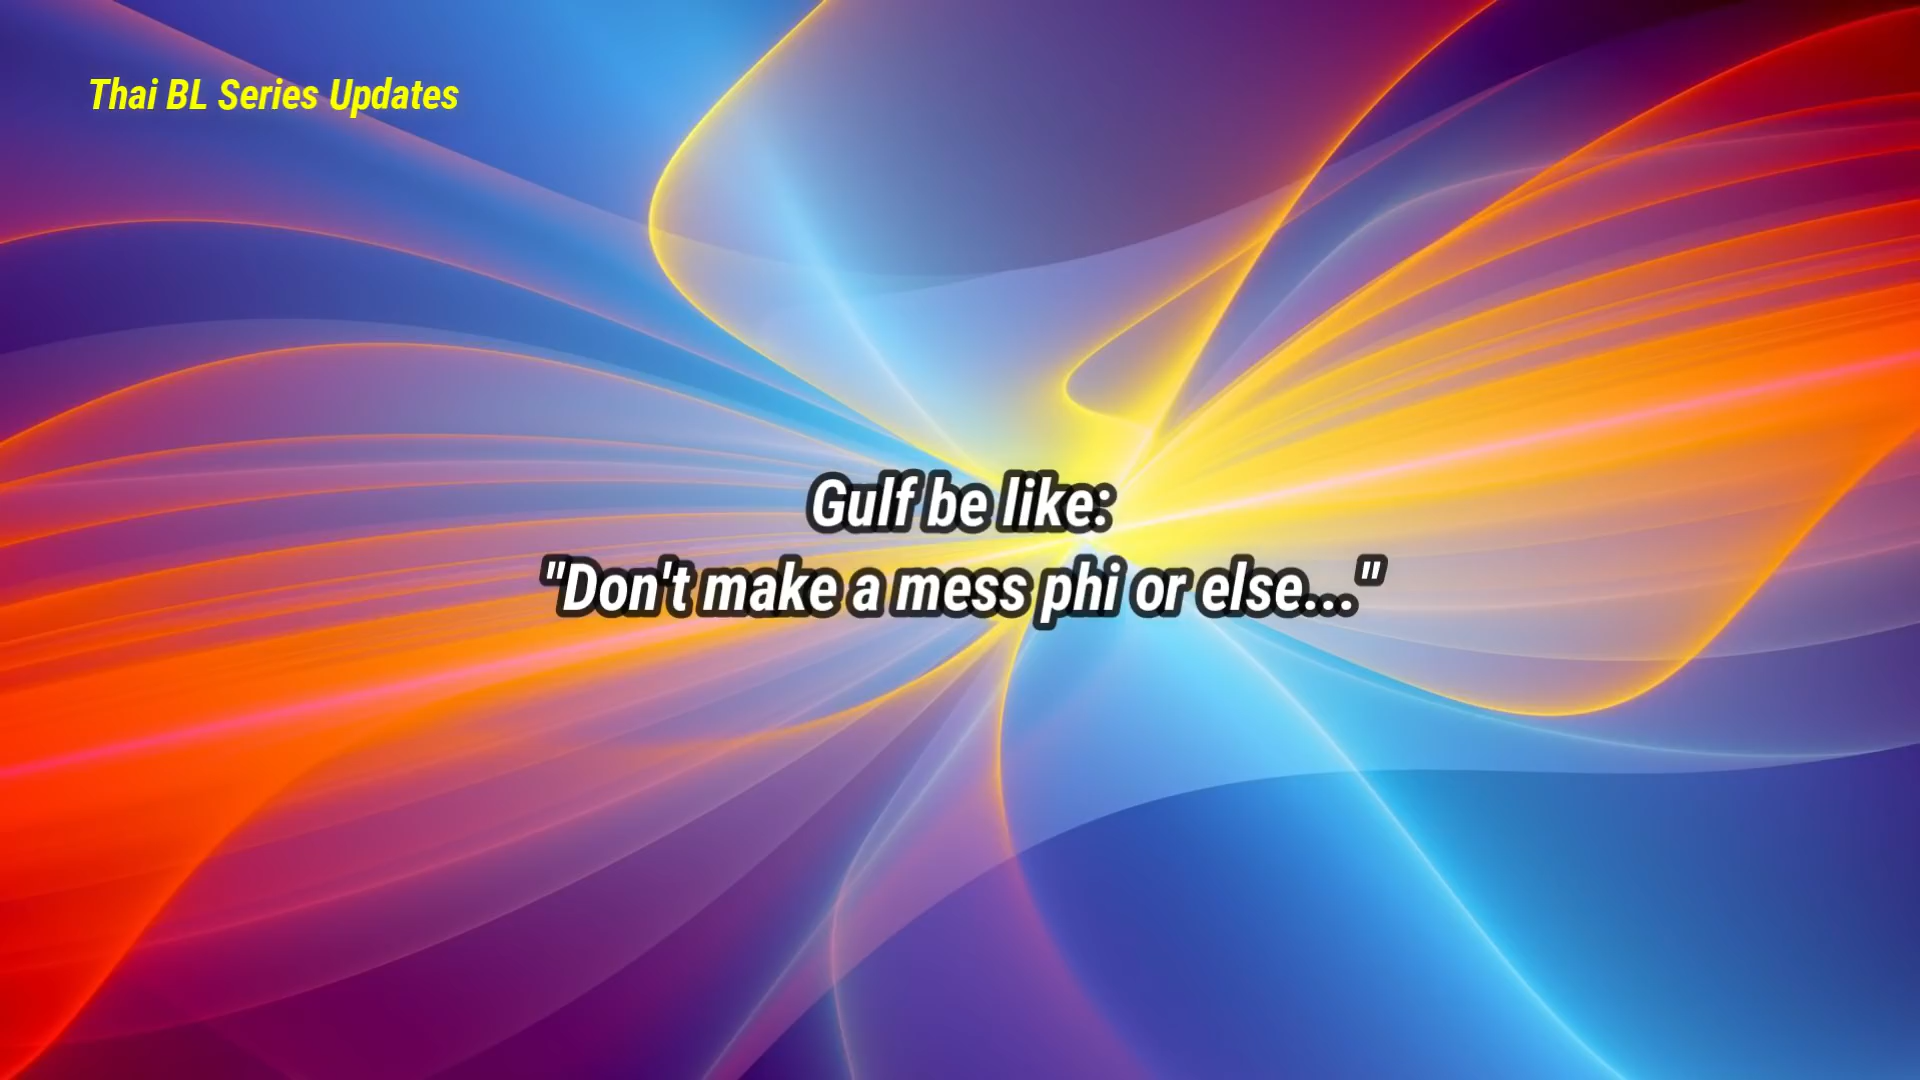 Thai BL Series Updates
Gulf be like:
"Don't make a mess phi or else..."